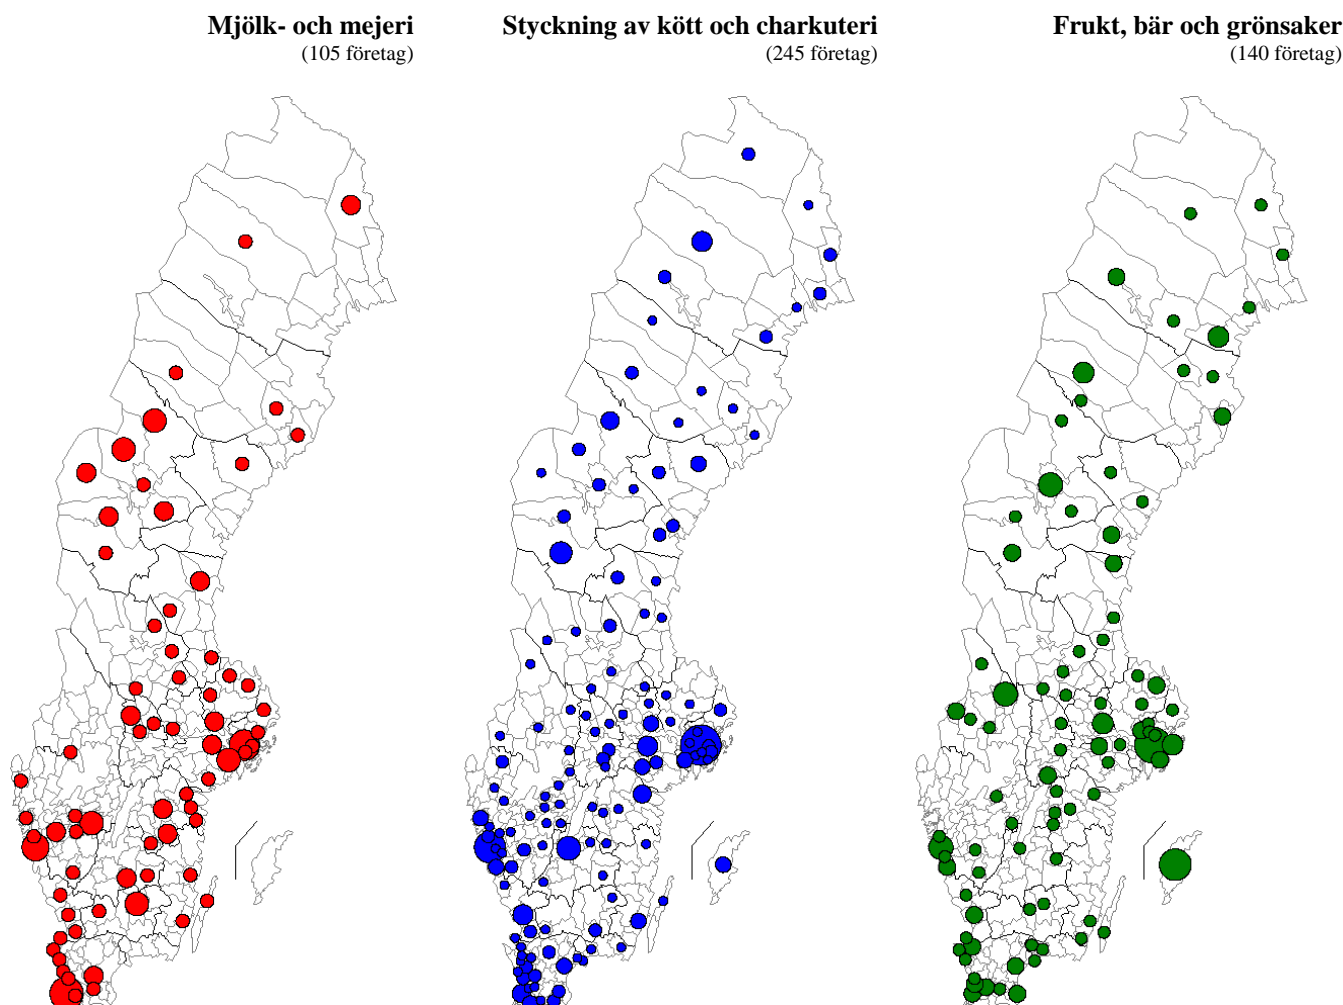 Mjölk- och mejeri
(105 företag)
Styckning av kött och charkuteri
(245 företag)
Frukt, bär och grönsaker
(140 företag)